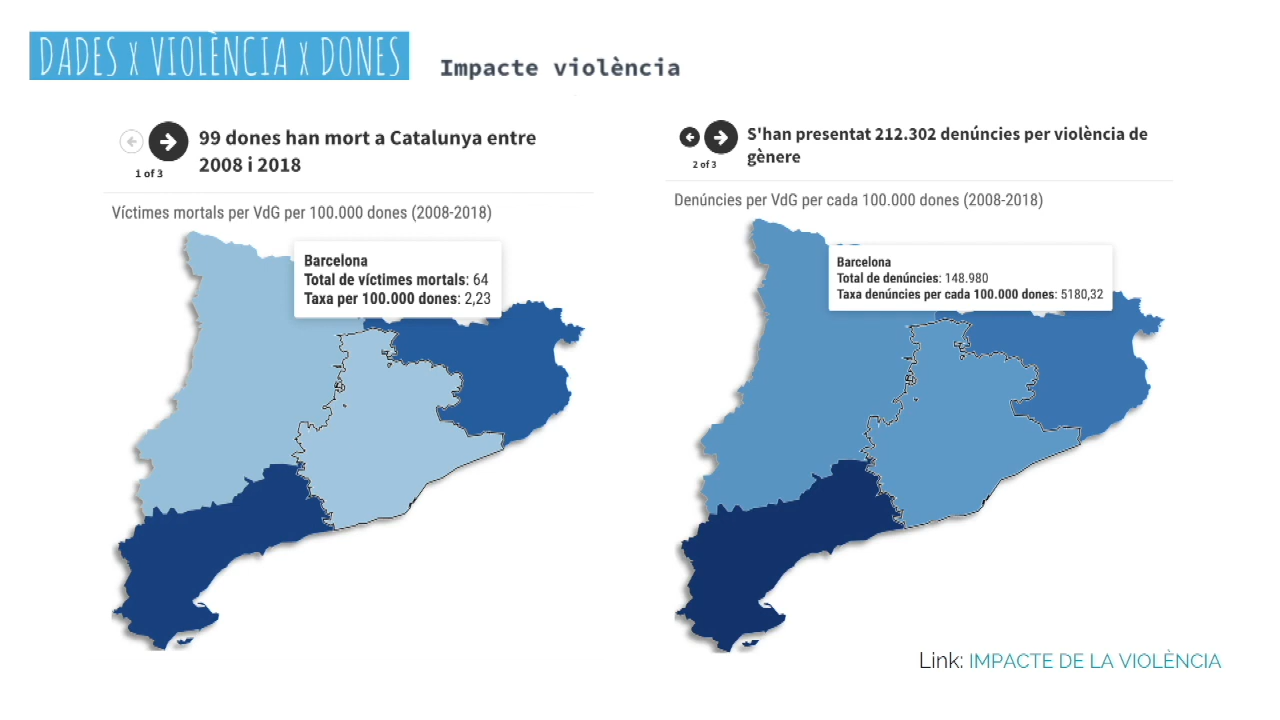 DADES x VIOLÈNCIA x DONES
Impacte violència
99 dones han mort a Catalunya entre
2008 i 2018
1 of 3
Víctimes mortals per VdG per 100.000 dones (2008-2018)
Barcelona
Total de víctimes mortals: 64
Taxa per 100.000 dones: 2,23
S'han presentat 212.302 denúncies per violència de
gènere
2 of 3
Denúncies per VdG per cada 100.000 dones (2008-2018)
Barcelona
Total de denúncies: 148.980
Taxa denúncies per cada 100.000 dones: 5180,32
Link: IMPACTE DE LA VIOLÈNCIA